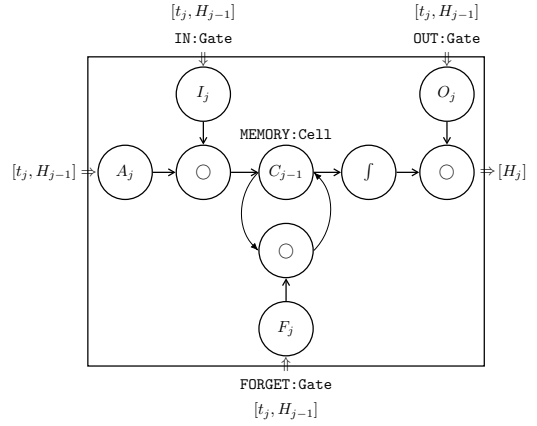 [t_j, H_{j-1}] [t_j, H_{j-1}]
IN:Gate OUT:Gate
I_j O_j
MEMORY:Cell
[t_j, H_{j-1}] ⇒ A_j ○ C_{j-1} ∫ ○ ⇒ [H_j]
○
F_j
FORGET:Gate
[t_j, H_{j-1}]